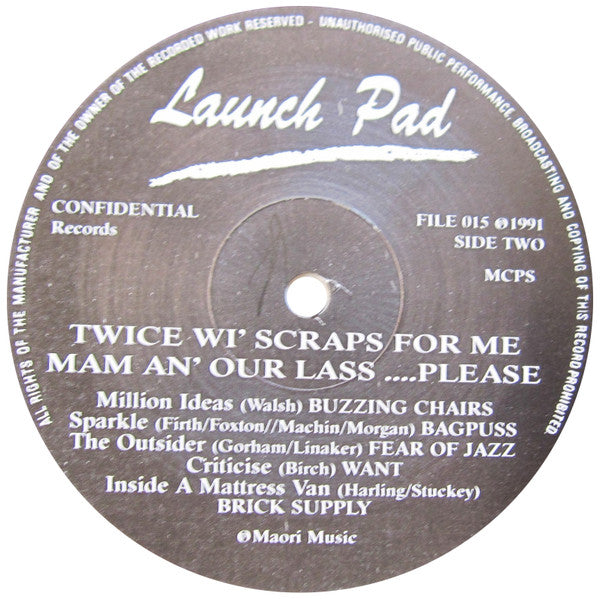 ALL RIGHTS OF THE MANUFACTURER AND OF THE OWNER OF THE RECORDED WORK RESERVED - UNAUTHORISED PUBLIC PERFORMANCE, BROADCASTING AND COPYING OF THIS RECORD PROHIBITED
Launch Pad
CONFIDENTIAL
Records
FILE 015 ℗1991
SIDE TWO
MCPS
TWICE WI' SCRAPS FOR ME
MAM AN' OUR LASS ....PLEASE
Million Ideas (Walsh) BUZZING CHAIRS
Sparkle (Firth/Foxton//Machin/Morgan) BAGPUSS
The Outsider (Gorham/Linaker) FEAR OF JAZZ
Criticise (Birch) WANT
Inside A Mattress Van (Harling/Stuckey)
BRICK SUPPLY
℗Maori Music